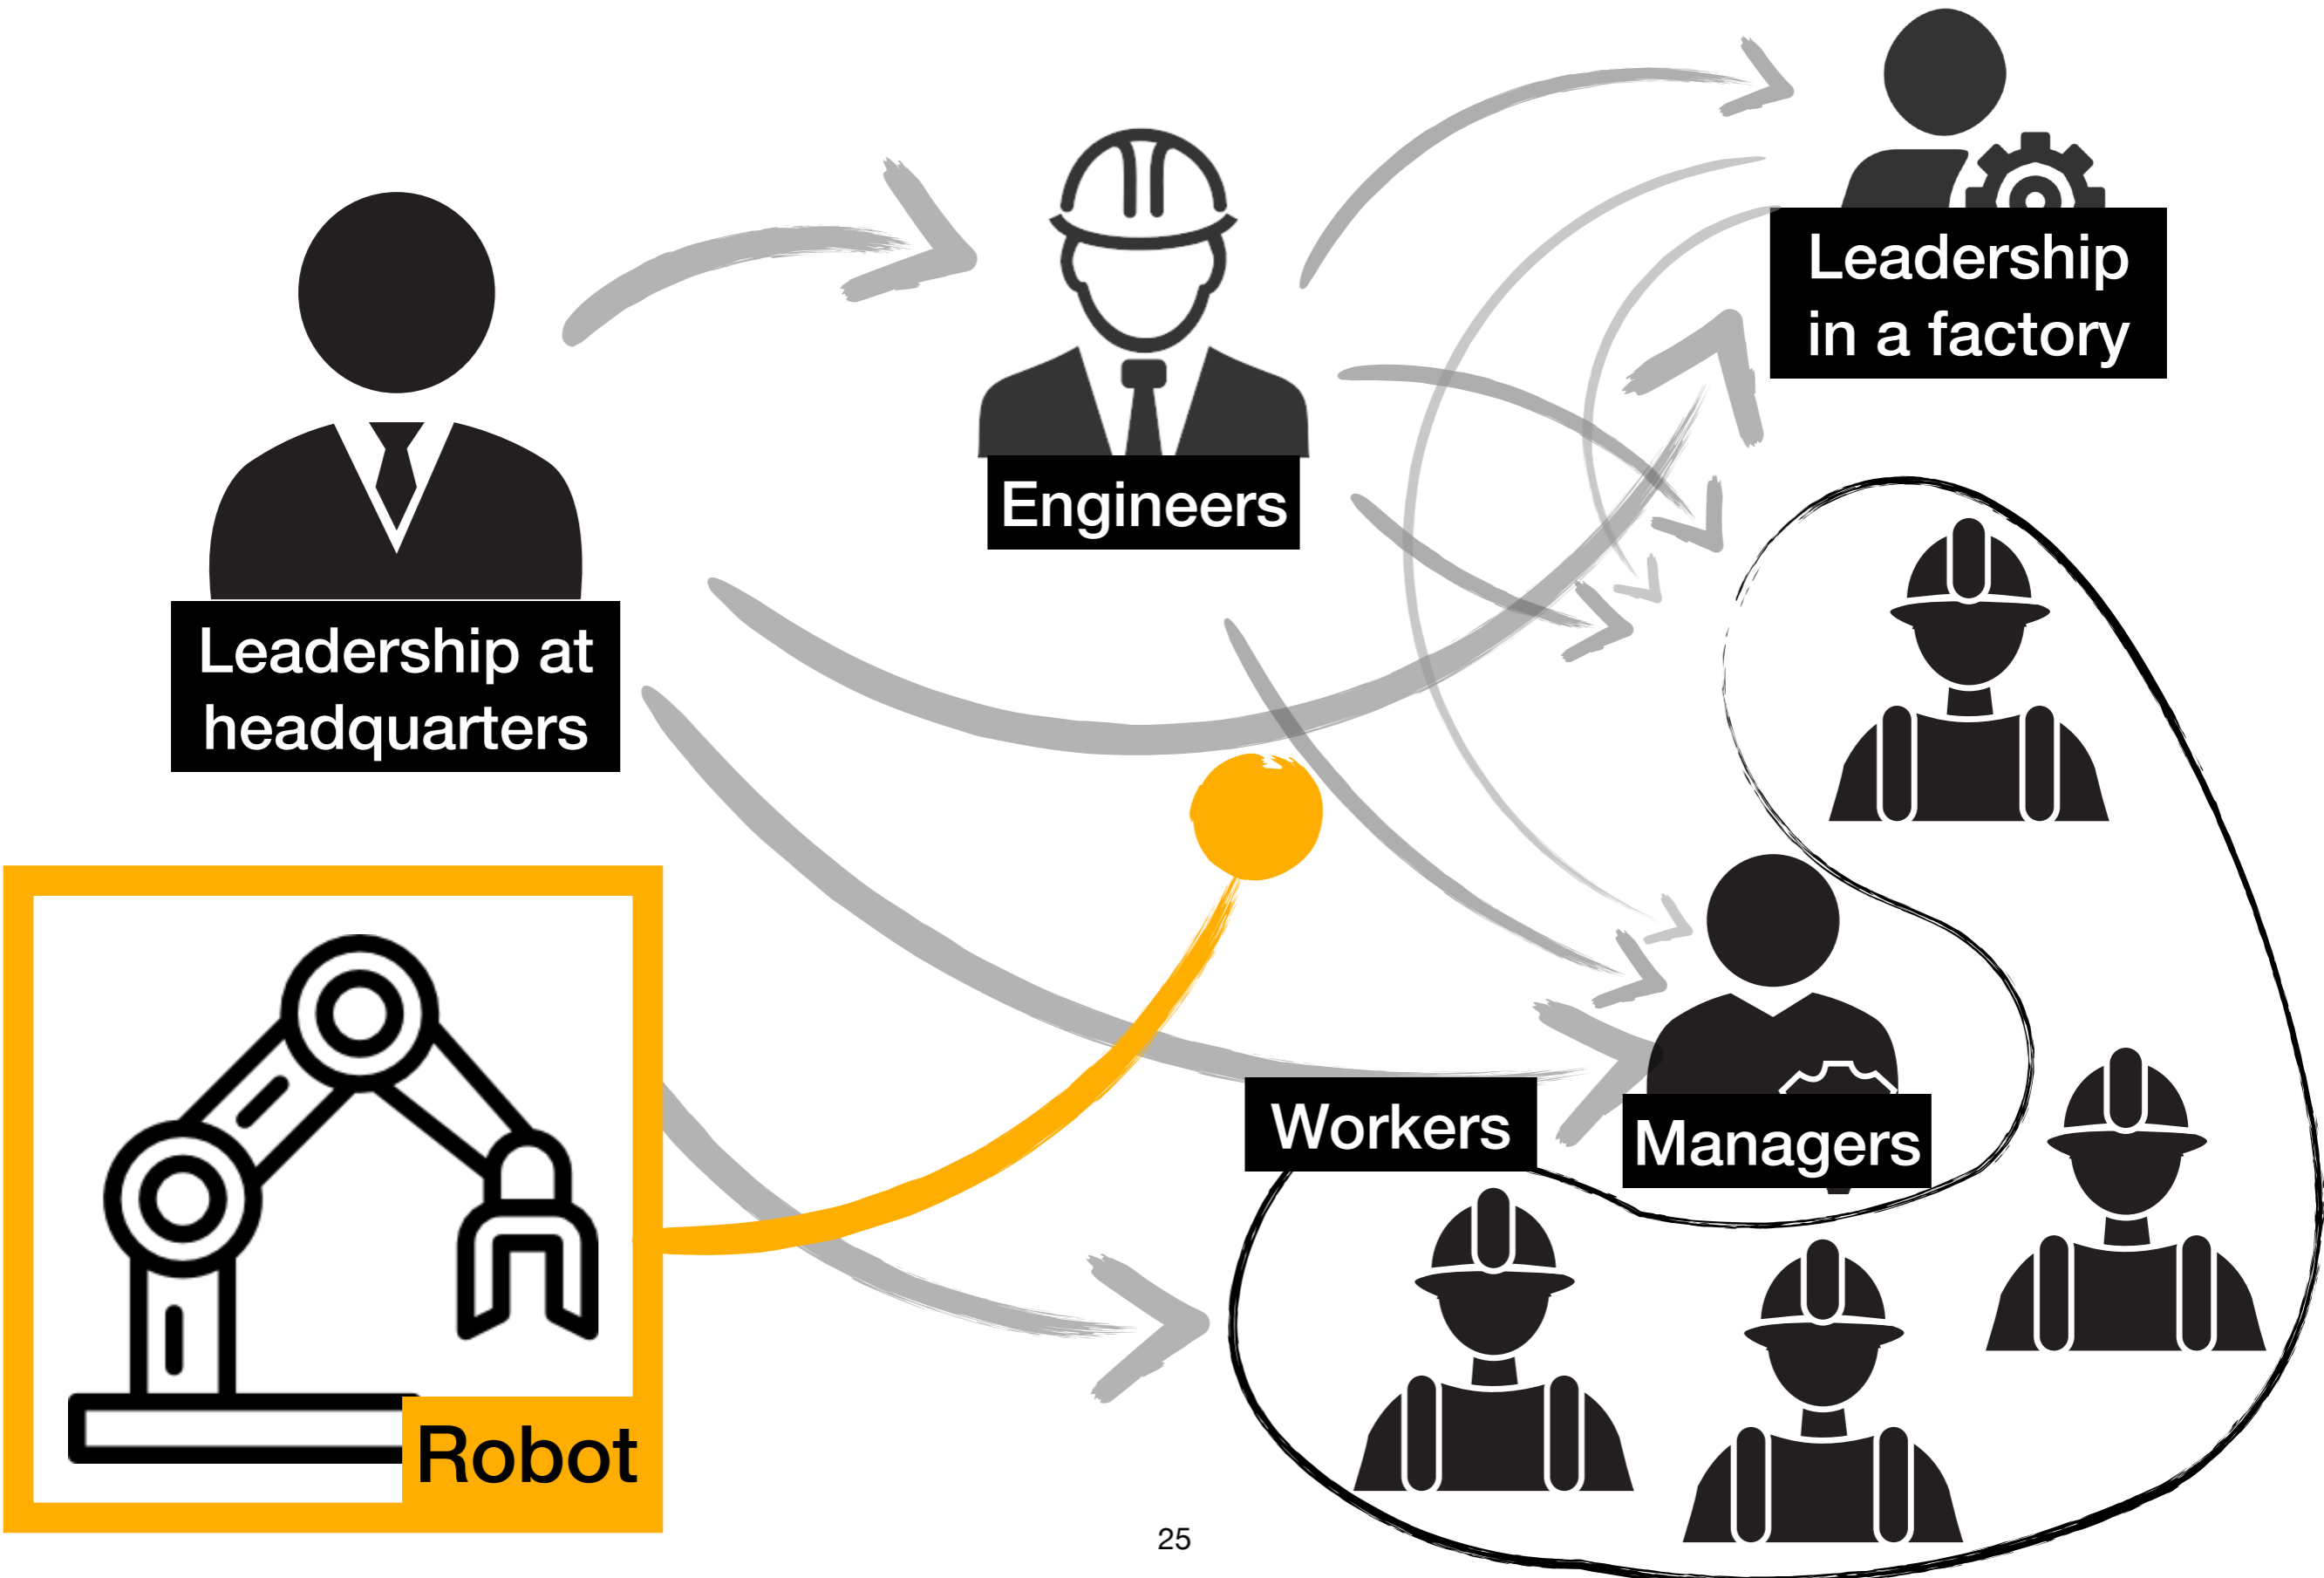 Leadership
in a factory
Engineers
Leadership at
headquarters
Workers
Managers
Robot
25